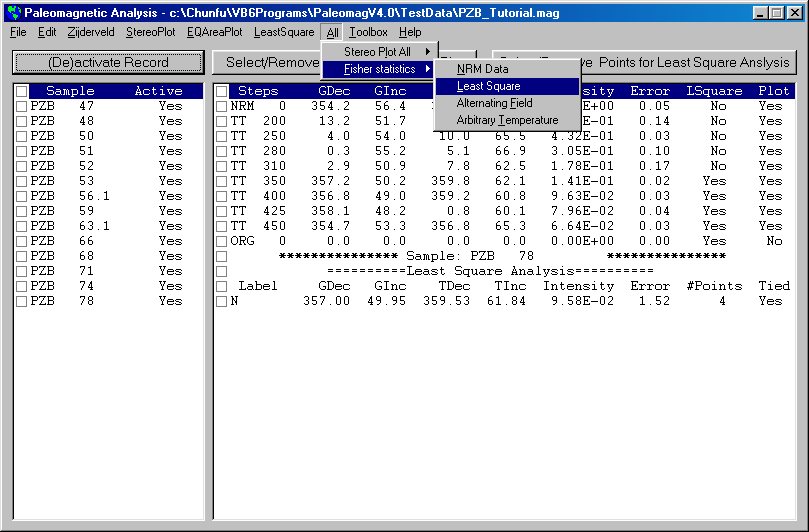 Paleomagnetic Analysis - c:\Chunfu\VB6Programs\PaleomagV4.0\TestData\PZB_Tutorial.mag
File Edit Zijderveld StereoPlot EQAreaPlot LeastSquare All Toolbox Help
Stereo Plot All
Fisher statistics
NRM Data
Least Square
Alternating Field
Arbitrary Temperature
(De)activate Record Select/Remove Points for Least Square Analysis
Sample Active
PZB 47 Yes
PZB 48 Yes
PZB 50 Yes
PZB 51 Yes
PZB 52 Yes
PZB 53 Yes
PZB 56.1 Yes
PZB 59 Yes
PZB 63.1 Yes
PZB 66 Yes
PZB 68 Yes
PZB 71 Yes
PZB 74 Yes
PZB 78 Yes
Steps GDec GInc Error LSquare Plot
NRM 0 354.2 56.4 E+00 0.05 No Yes
TT 200 13.2 51.7 E-01 0.14 No Yes
TT 250 4.0 54.0 10.0 65.5 4.32E-01 0.03 No Yes
TT 280 0.3 55.2 5.1 66.9 3.05E-01 0.10 No Yes
TT 310 2.9 50.9 7.8 62.5 1.78E-01 0.17 No Yes
TT 350 357.2 50.2 359.8 62.1 1.41E-01 0.02 Yes Yes
TT 400 356.8 49.0 359.2 60.8 9.63E-02 0.03 Yes Yes
TT 425 358.1 48.2 0.8 60.1 7.96E-02 0.04 Yes Yes
TT 450 354.7 53.3 356.8 65.3 6.64E-02 0.03 Yes Yes
ORG 0 0.0 0.0 0.0 0.0 0.00E+00 0.00 Yes No
**************** Sample: PZB 78 ****************
==========Least Square Analysis==========
Label GDec GInc TDec TInc Intensity Error #Points Tied
N 357.00 49.95 359.53 61.84 9.58E-02 1.52 4 Yes